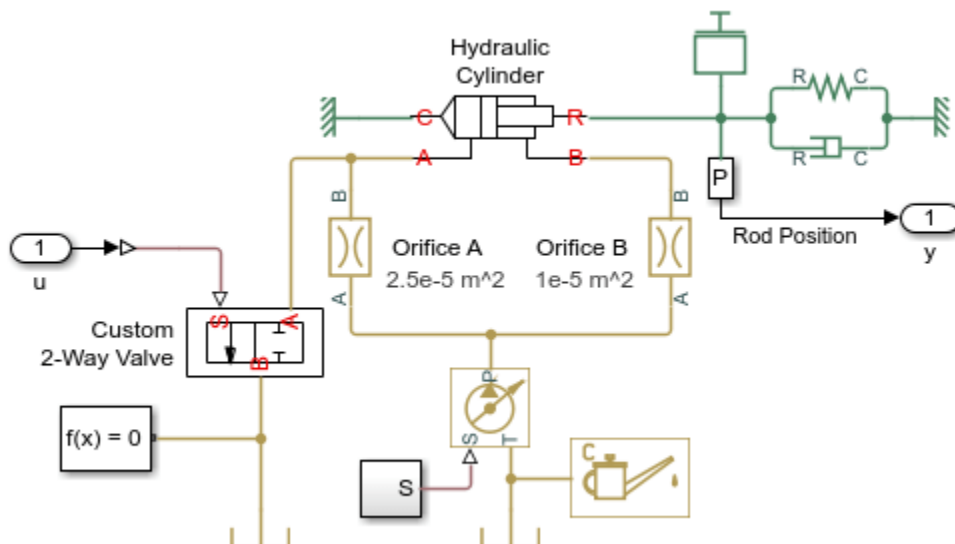 Hydraulic
Cylinder
C
R
A
B
R
C
R
C
P
Rod Position
1
y
B
Orifice A
2.5e-5 m^2
A
Orifice B
1e-5 m^2
B
A
1
u
Custom
2-Way Valve
S
A
B
f(x) = 0
P
S
T
S
C